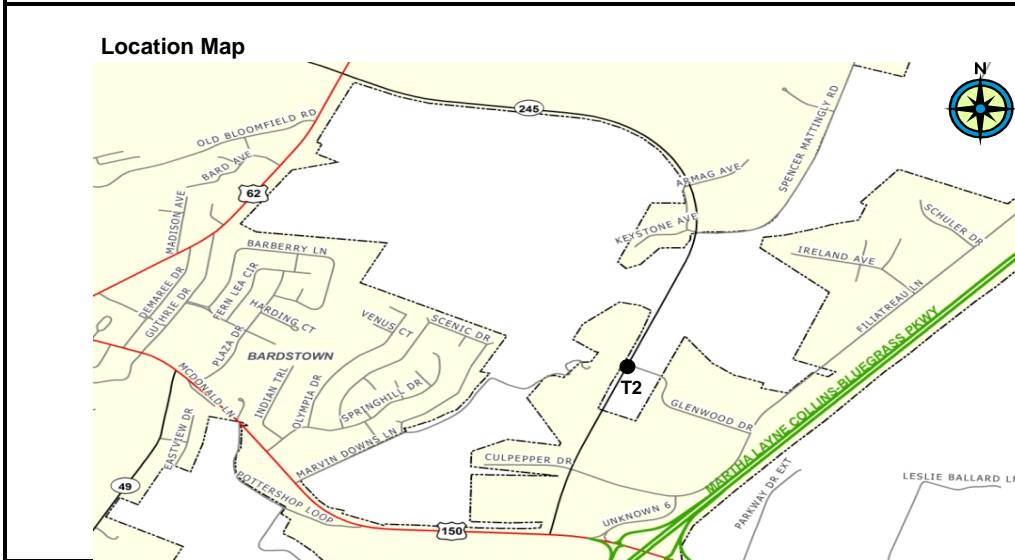 Location Map
N
245
OLD BLOOMFIELD RD
BARD AVE
62
MADISON AVE
SPENCER MATTINGLY RD
ARMAG AVE
KEYSTONE AVE
SCHULER DR
IRELAND AVE
FILIATREAU LN
BARBERRY LN
DEMAREE DR
GUTHRIE DR
FERN LEA CIR
HARDING CT
PLAZA DR
VENUS CT
SCENIC DR
BARDSTOWN
MCDONALD LN
INDIAN TRL
OLYMPIA DR
SPRINGHILL DR
T2
GLENWOOD DR
MARTHA LAYNE COLLINS-BLUEGRASS PKWY
EASTVIEW DR
MARVIN DOWNS LN
CULPEPPER DR
49
POTTERSHOP LOOP
150
UNKNOWN 6
PARKWAY DR EXT
LESLIE BALLARD LN